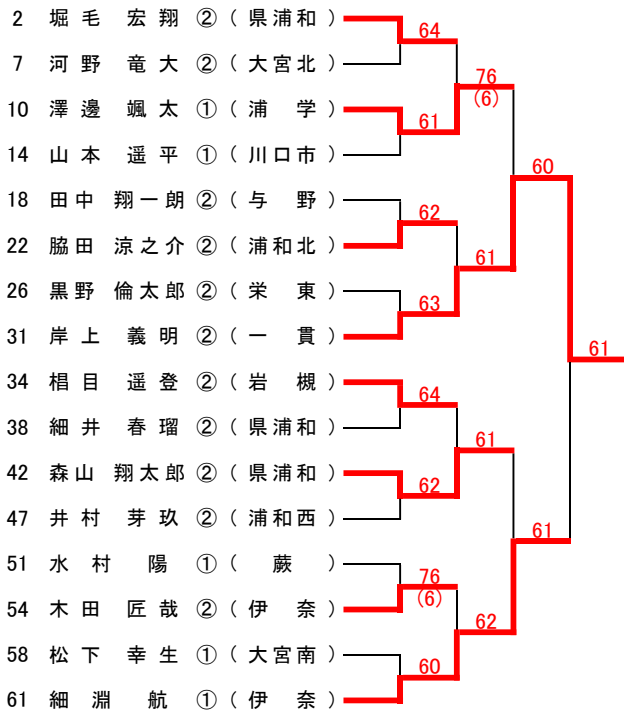 2 堀毛 宏翔 ② (県浦和)
64
7 河野 竜大 ② (大宮北)
76
(6)
10 澤邊 颯太 ① (浦 学)
61
14 山本 遥平 ① (川口市)
60
18 田中 翔一朗 ② (与 野)
62
22 脇田 涼之介 ② (浦和北)
61
26 黒野 倫太郎 ② (栄 東)
63
31 岸上 義明 ② (一 貫)
61
34 椙目 遥登 ② (岩 槻)
64
38 細井 春瑠 ② (県浦和)
61
42 森山 翔太郎 ② (県浦和)
62
47 井村 芽玖 ② (浦和西)
61
51 水村 陽 ① (蕨)
76
(6)
54 木田 匠哉 ② (伊 奈)
62
58 松下 幸生 ① (大宮南)
60
61 細淵 航 ① (伊 奈)